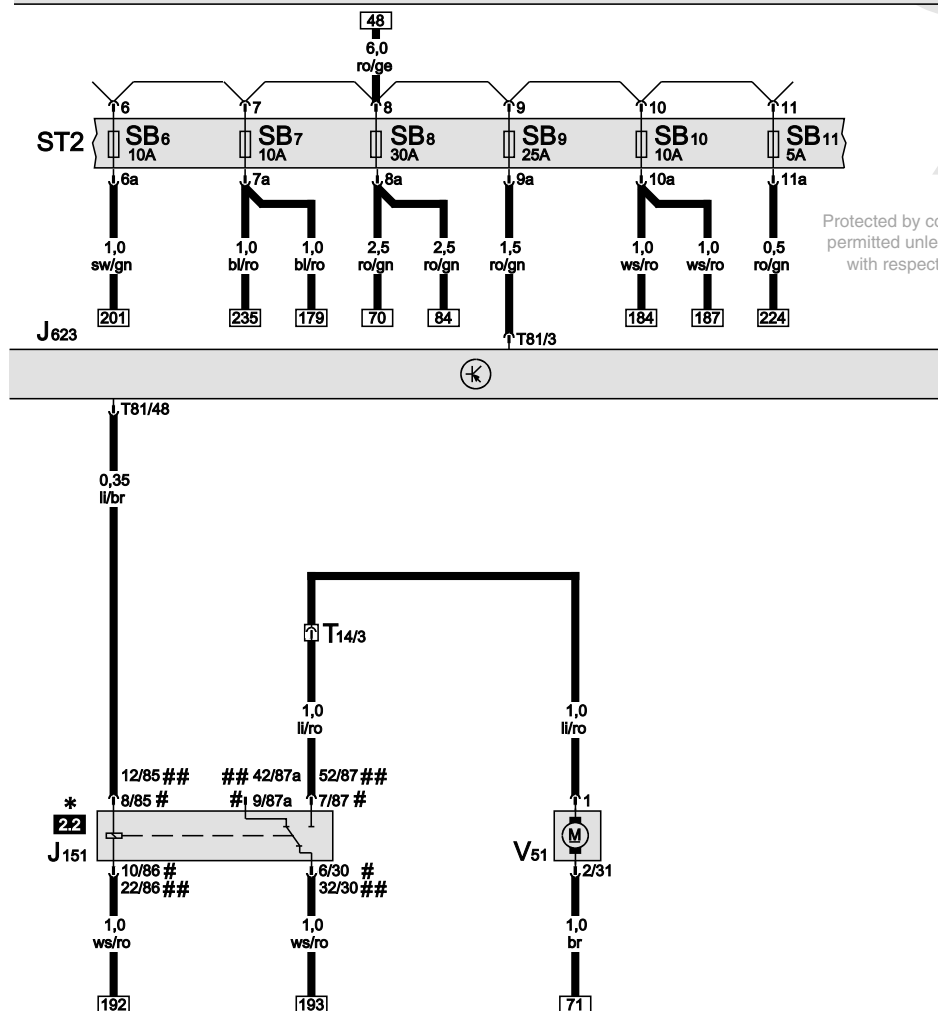 48
6,0
ro/ge
6 7 8 9 10 11
ST2 SB6 SB7 SB8 SB9 SB10 SB11
10A 10A 30A 25A 10A 5A
6a 7a 8a 9a 10a 11a
Protected by co
permitted unle
with respect
1,0 1,0 1,0 2,5 2,5 1,5 1,0 1,0 0,5
sw/gn bl/ro bl/ro ro/gn ro/gn ro/gn ws/ro ws/ro ro/gn
201 235 179 70 84 184 187 224
J623
T81/3
T81/48
0,35
li/br
T14/3
1,0 1,0
li/ro li/ro
12/85 ## ## 42/87a 52/87 ##
* 8/85 # # 9/87a 7/87 # 1
2.2
M
J151 V51
10/86 # 6/30 # 2/31
22/86 ## 32/30 ##
1,0 1,0 1,0
ws/ro ws/ro br
192 193 71